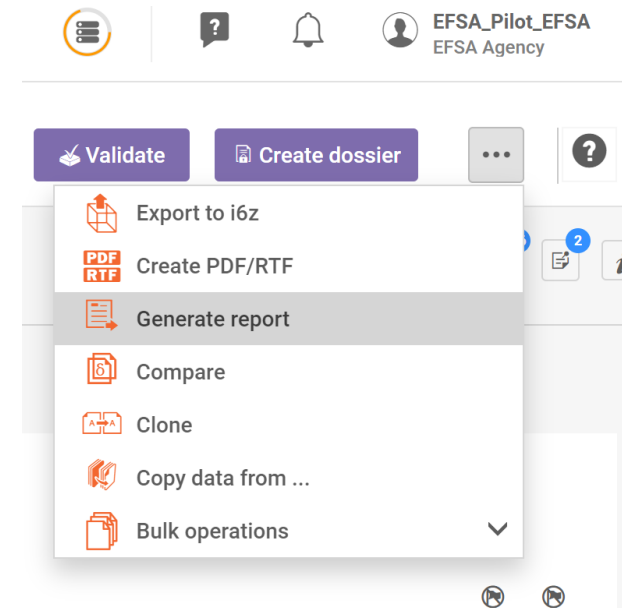 ?
EFSA_Pilot_EFSA
EFSA Agency
Validate
Create dossier
...
?
Export to i6z
2
PDF
RTF
Create PDF/RTF
Generate report
δ
Compare
A A
Clone
Copy data from ...
Bulk operations